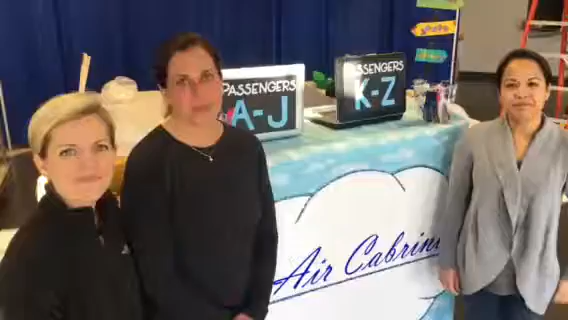 PASSENGERS
A-J
PASSENGERS
K-Z
Air Cabrini